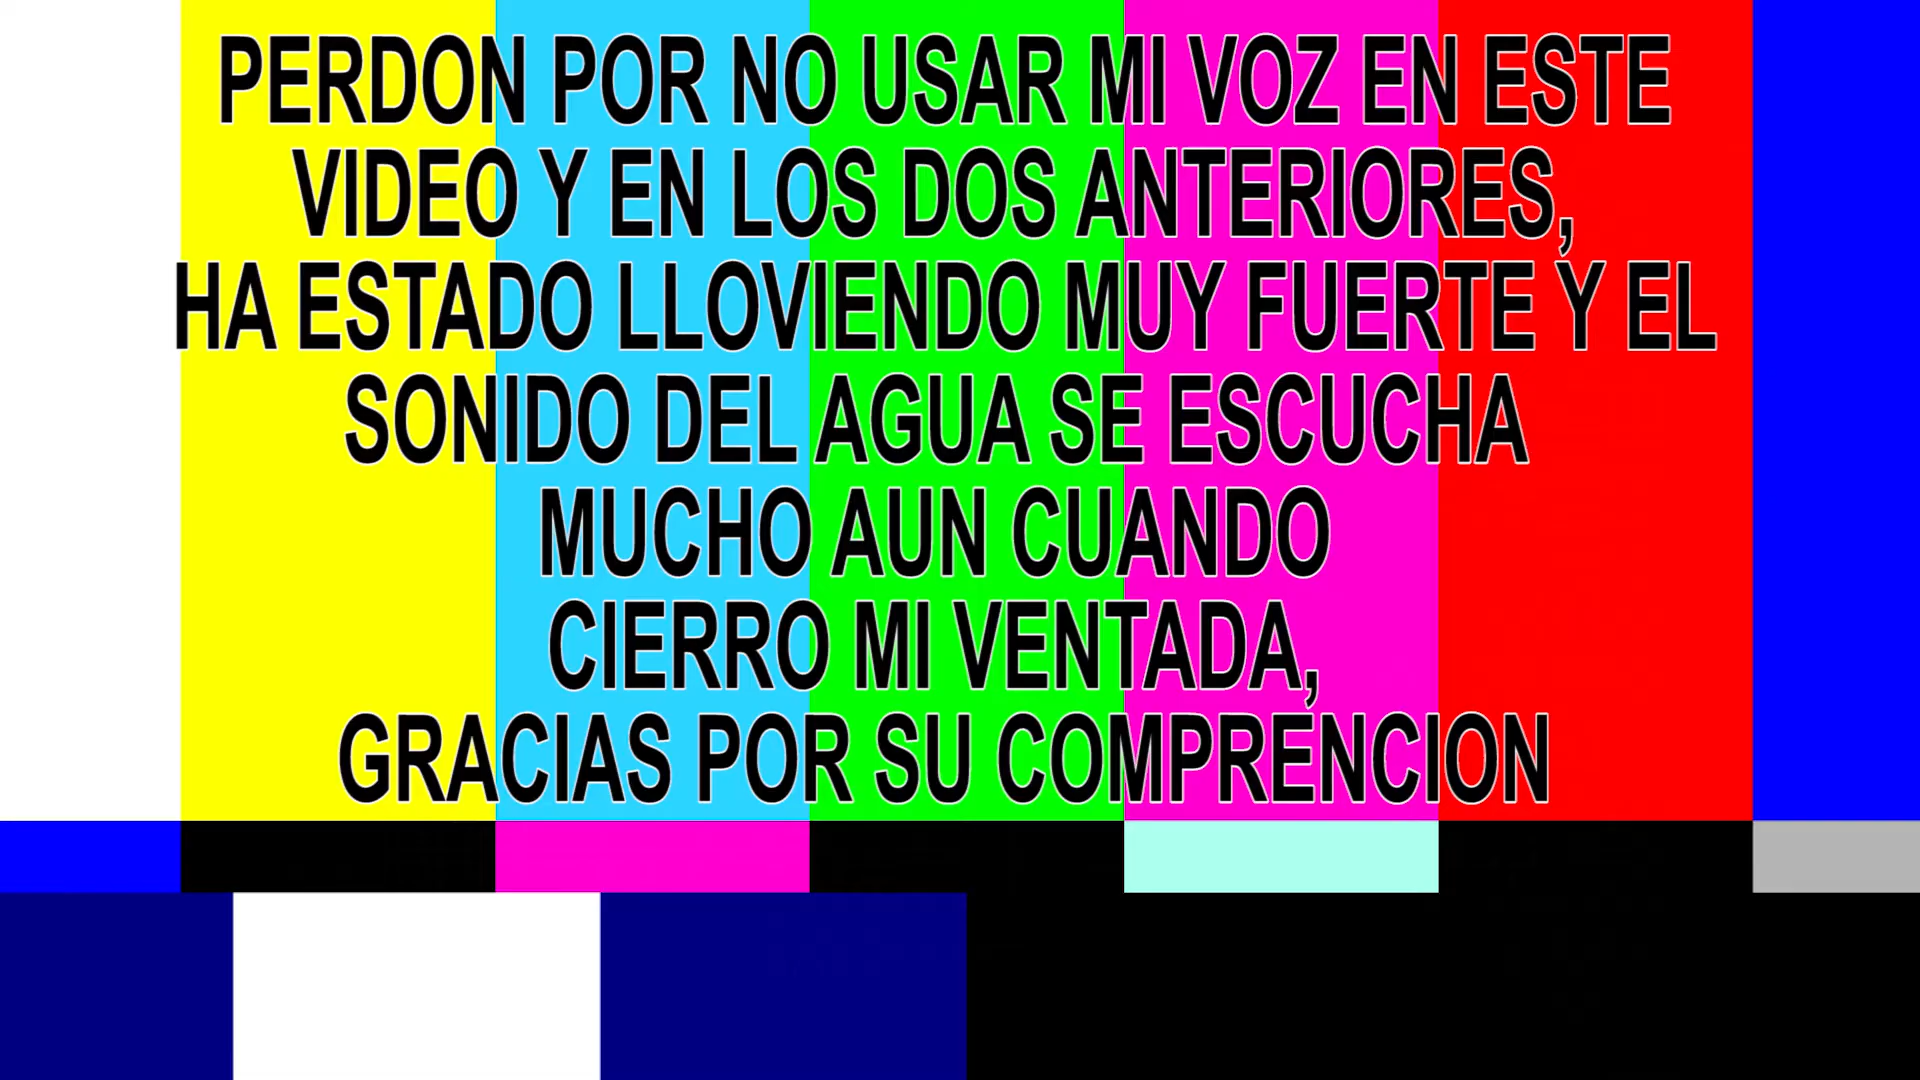 PERDON POR NO USAR MI VOZ EN ESTE
VIDEO Y EN LOS DOS ANTERIORES,
HA ESTADO LLOVIENDO MUY FUERTE Y EL
SONIDO DEL AGUA SE ESCUCHA
MUCHO AUN CUANDO
CIERRO MI VENTADA,
GRACIAS POR SU COMPRENCION